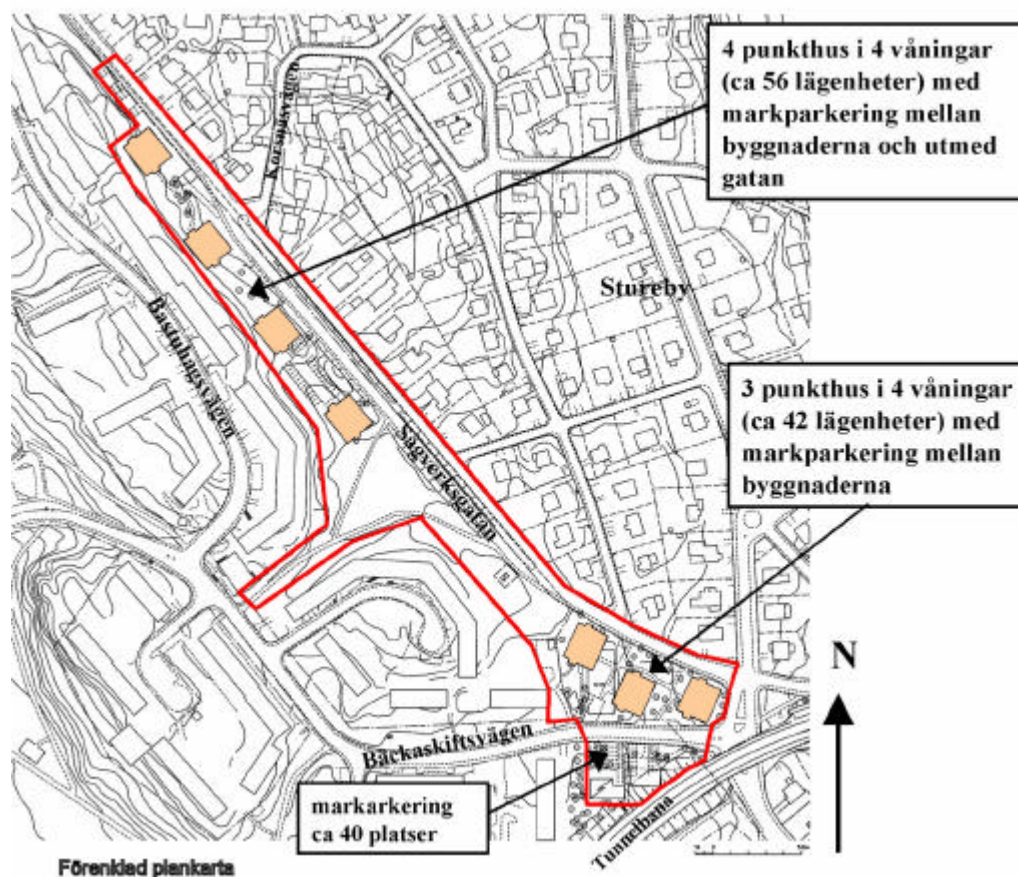 4 punkthus i 4 våningar
(ca 56 lägenheter) med
markparkering mellan
byggnaderna och utmed
gatan
Korsnäsvägen
Stureby
Bastuhagsvägen
3 punkthus i 4 våningar
(ca 42 lägenheter) med
markparkering mellan
byggnaderna
Sågverksgatan
N
Bäckaskiftsvägen
markarkering
ca 40 platser
Tunnelbana
Förenklad plankarta